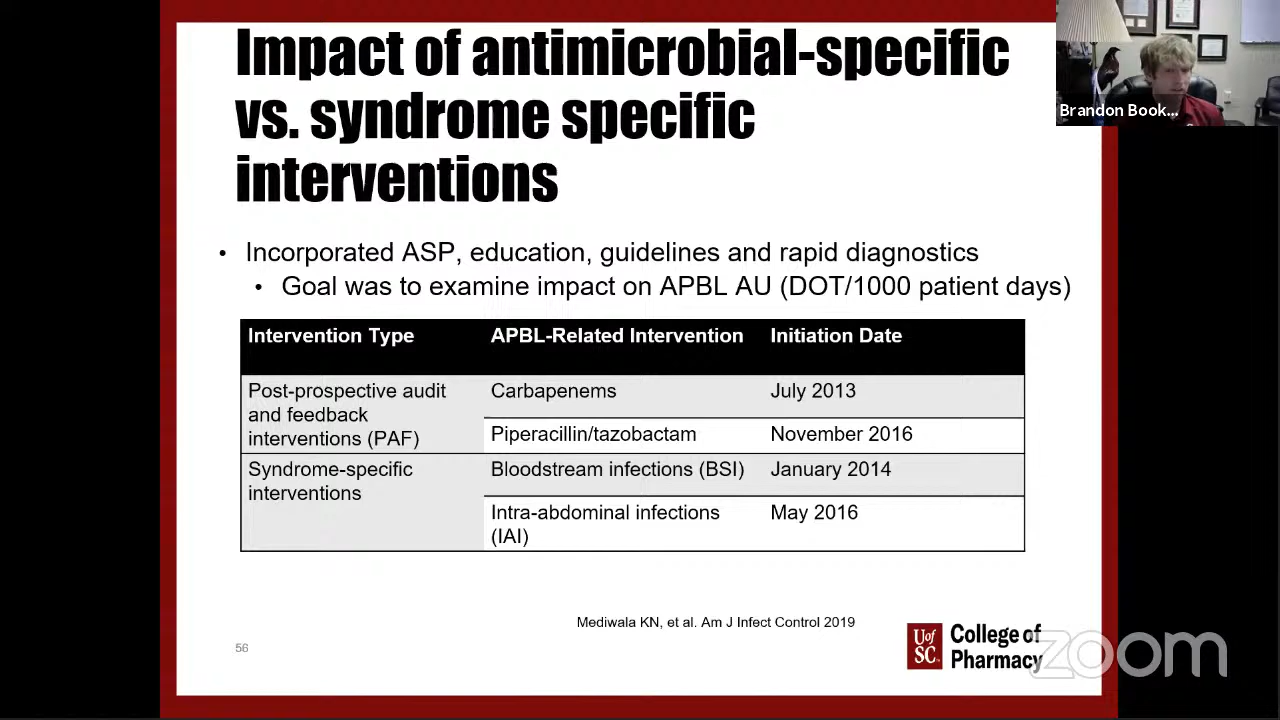 Impact of antimicrobial-specific
vs. syndrome specific
interventions
Brandon Book...
• Incorporated ASP, education, guidelines and rapid diagnostics
• Goal was to examine impact on APBL AU (DOT/1000 patient days)
Intervention Type APBL-Related Intervention Initiation Date
Post-prospective audit
and feedback
interventions (PAF)
Carbapenems July 2013
Piperacillin/tazobactam November 2016
Syndrome-specific
interventions
Bloodstream infections (BSI) January 2014
Intra-abdominal infections
(IAI)
May 2016
Mediwala KN, et al. Am J Infect Control 2019
56
UofSC
College of
Pharmacy
zoom